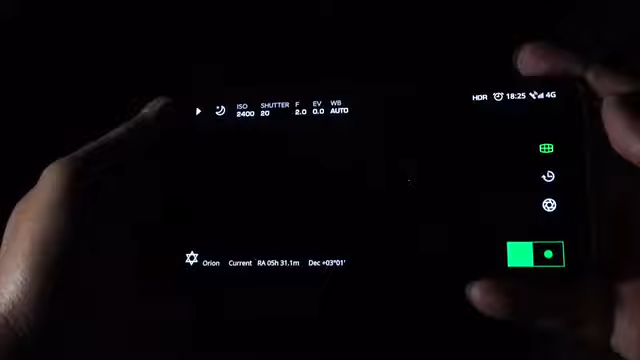 ISO SHUTTER F EV WB
2400 20 2.0 0.0 AUTO
HDR 18:25 4G
Orion Current RA 05h 31.1m Dec +03°01'